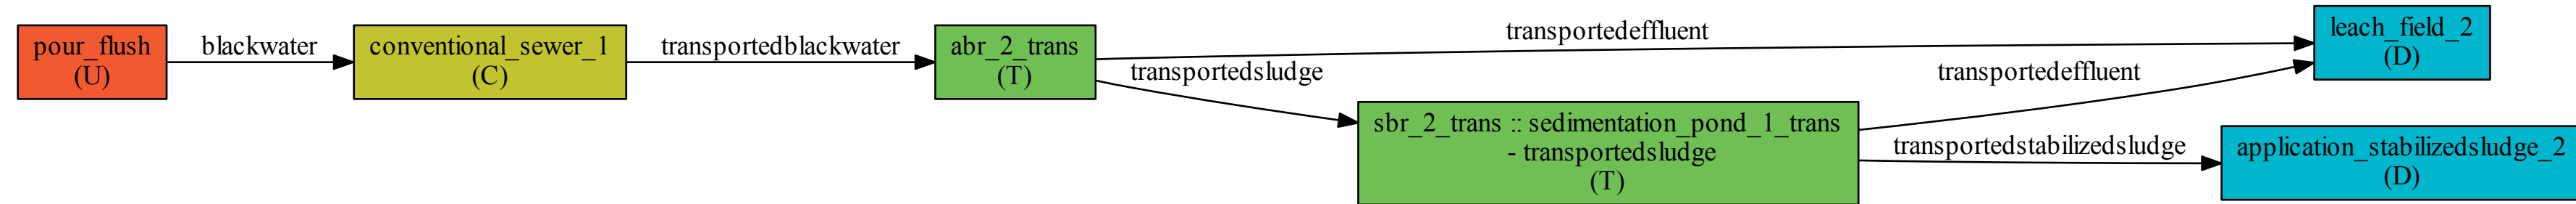 pour_flush
(U)
blackwater
conventional_sewer_1
(C)
transportedblackwater
abr_2_trans
(T)
transportedeffluent
transportedsludge
sbr_2_trans :: sedimentation_pond_1_trans
- transportedsludge
(T)
transportedeffluent
transportedstabilizedsludge
leach_field_2
(D)
application_stabilizedsludge_2
(D)